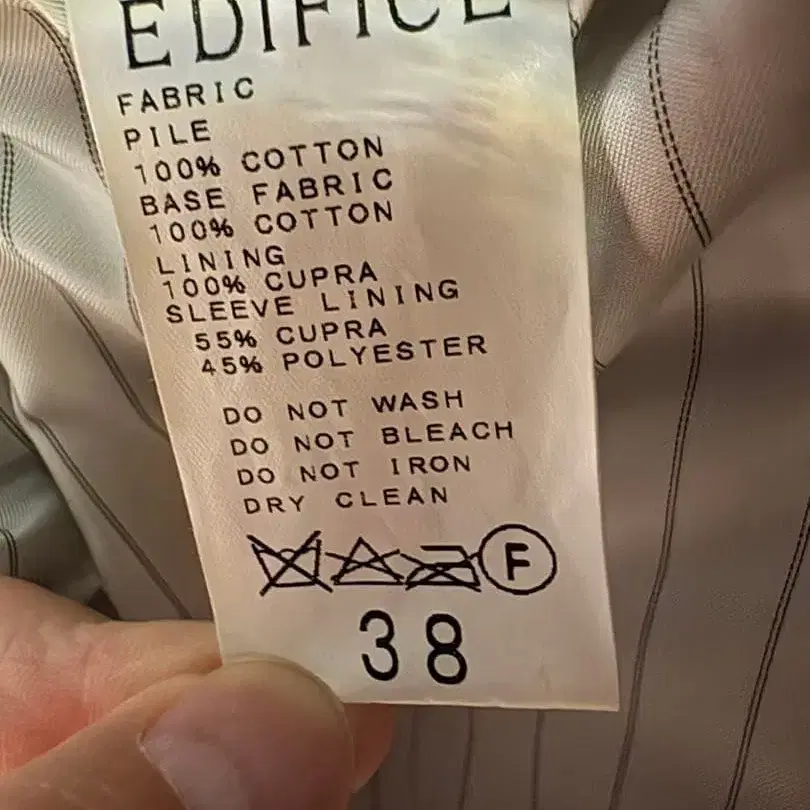 EDIFICE
FABRIC
PILE
100% COTTON
BASE FABRIC
100% COTTON
LINING
100% CUPRA
SLEEVE LINING
55% CUPRA
45% POLYESTER
DO NOT WASH
DO NOT BLEACH
DO NOT IRON
DRY CLEAN
F
38